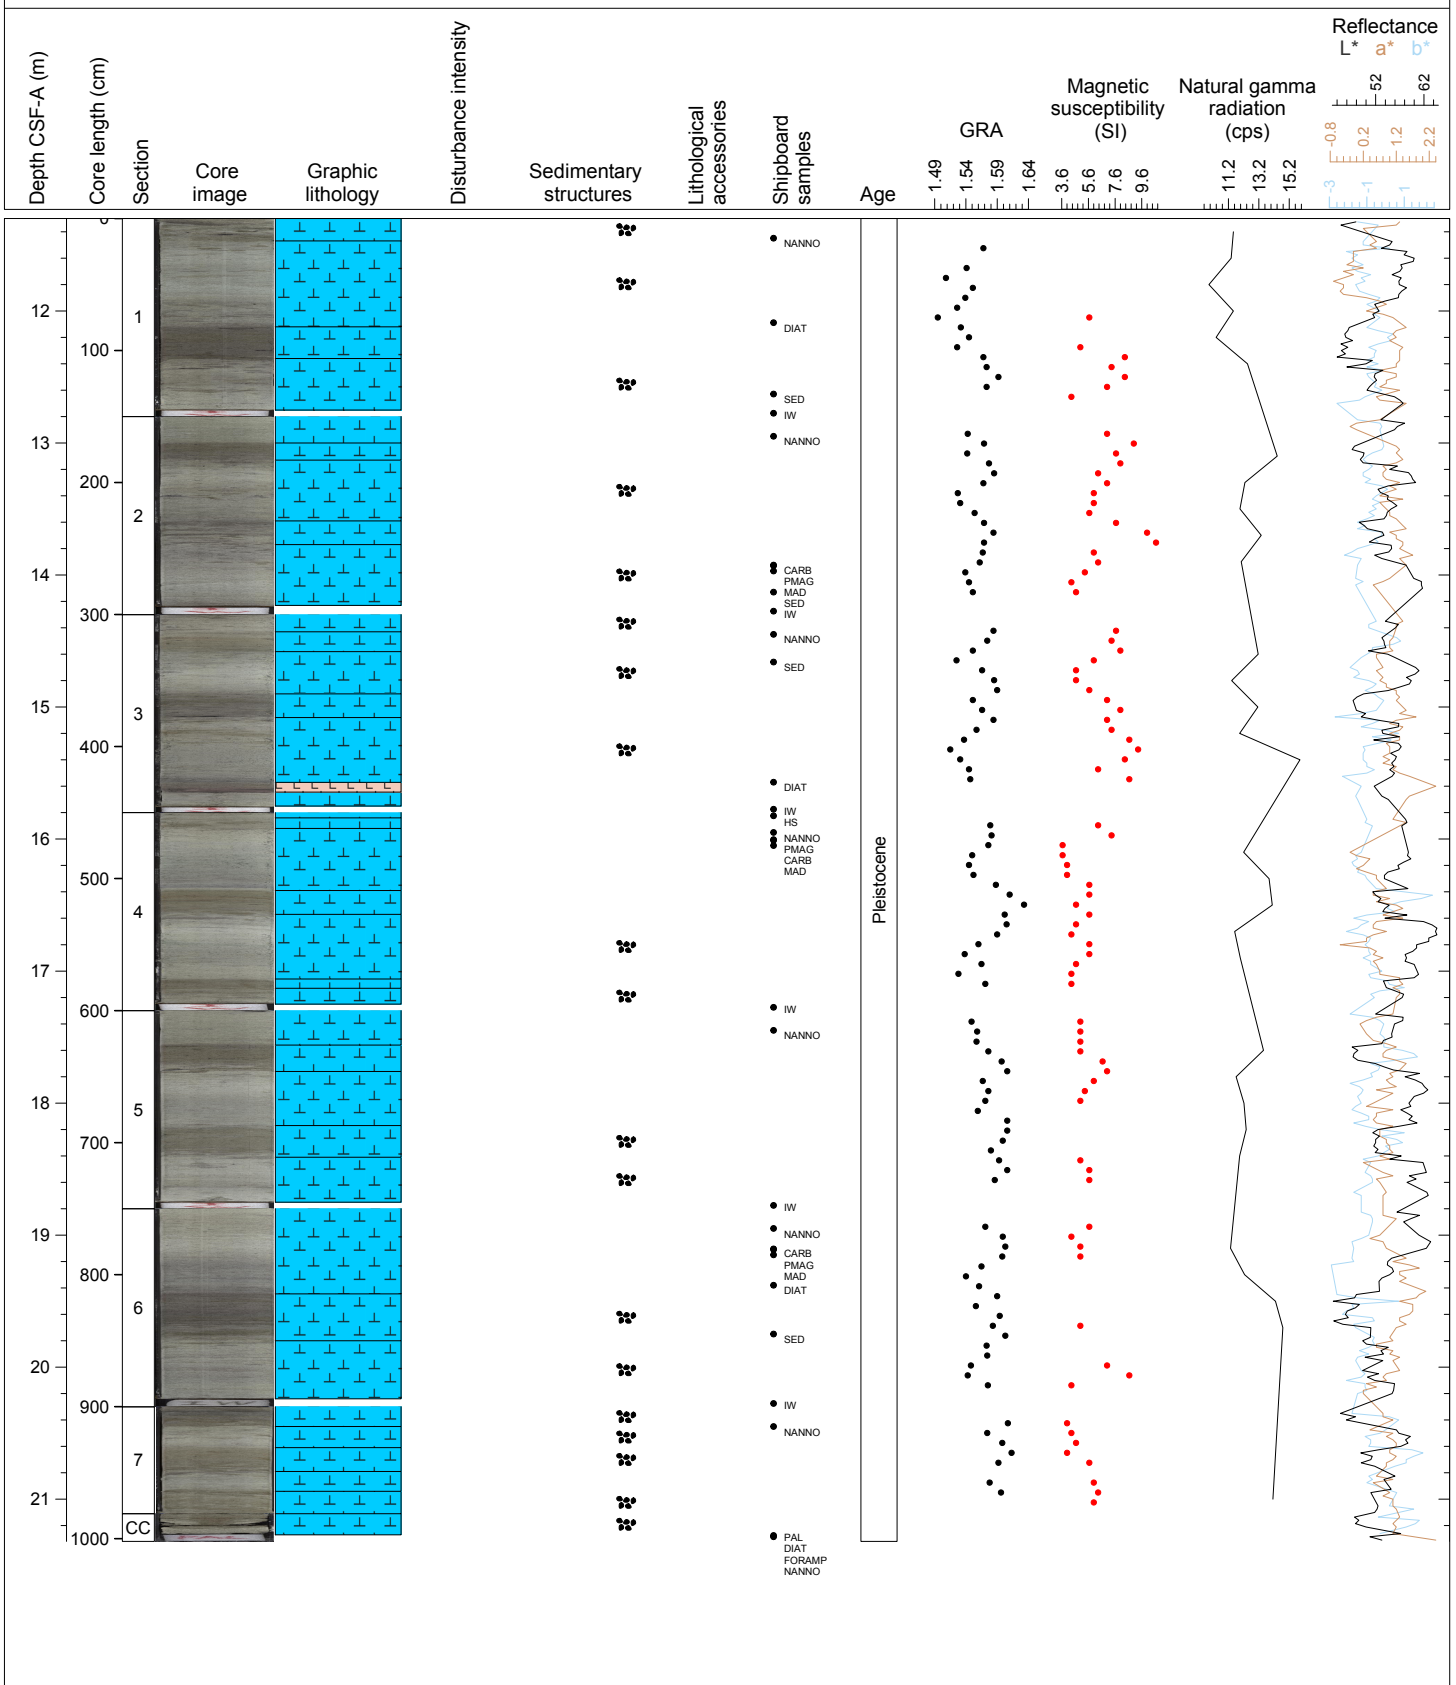 Depth CSF-A (m)
Core length (cm)
Section
Core
image
Graphic
lithology
Disturbance intensity
Sedimentary
structures
Lithological
accessories
Shipboard
samples
Age
GRA
1.49 1.54 1.59 1.64
Magnetic
susceptibility
(SI)
3.6 5.6 7.6 9.6
Natural gamma
radiation
(cps)
11.2 13.2 15.2
Reflectance
L* a* b*
52 62
-0.8 0.2 1.2 2.2
-3 -1 1
0
NANNO
12
1
DIAT
100
SED
IW
13
NANNO
200
2
14
CARB
PMAG
MAD
SED
300
IW
NANNO
SED
15
3
400
DIAT
IW
HS
16
NANNO
PMAG
CARB
MAD
500
Pleistocene
4
17
600
IW
NANNO
18
5
700
IW
19
NANNO
CARB
PMAG
800
MAD
DIAT
6
SED
20
900
IW
NANNO
7
21
CC
1000
PAL
DIAT
FORAMP
NANNO